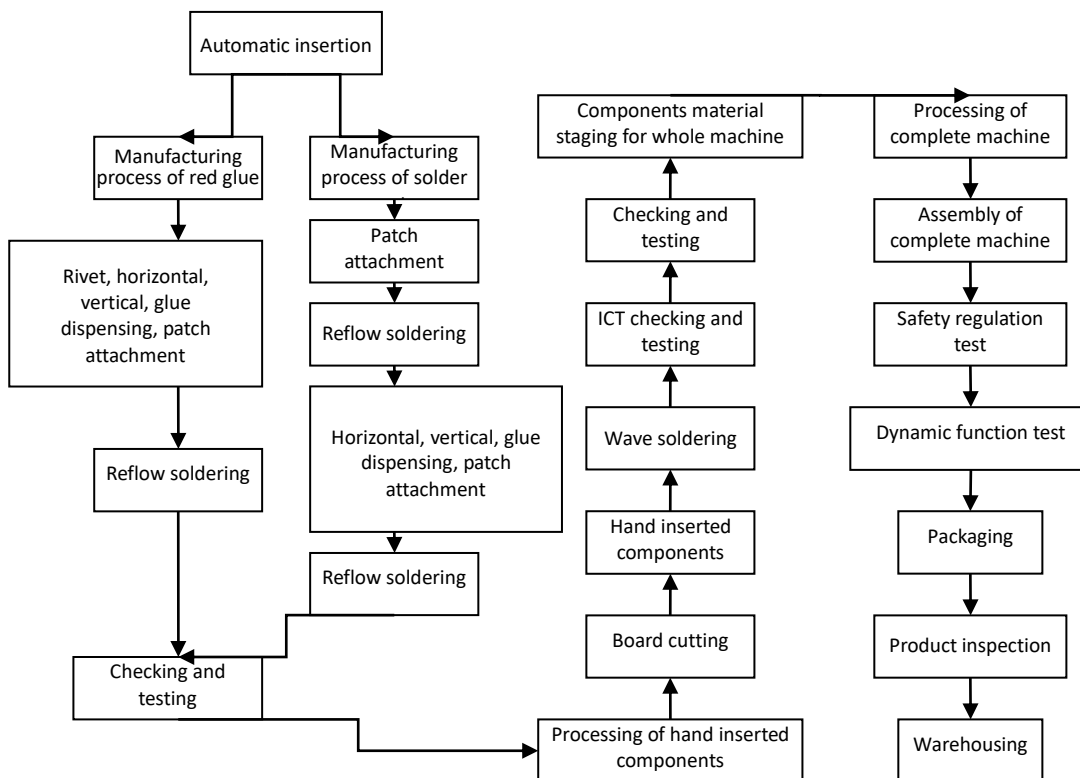 Automatic insertion
Manufacturing
process of red glue
Rivet, horizontal,
vertical, glue
dispensing, patch
attachment
Reflow soldering
Manufacturing
process of solder
Patch
attachment
Reflow soldering
Horizontal, vertical, glue
dispensing, patch
attachment
Reflow soldering
Checking and
testing
Processing of hand inserted
components
Board cutting
Hand inserted
components
Wave soldering
ICT checking and
testing
Checking and
testing
Components material
staging for whole machine
Processing of
complete machine
Assembly of
complete machine
Safety regulation
test
Dynamic function test
Packaging
Product inspection
Warehousing